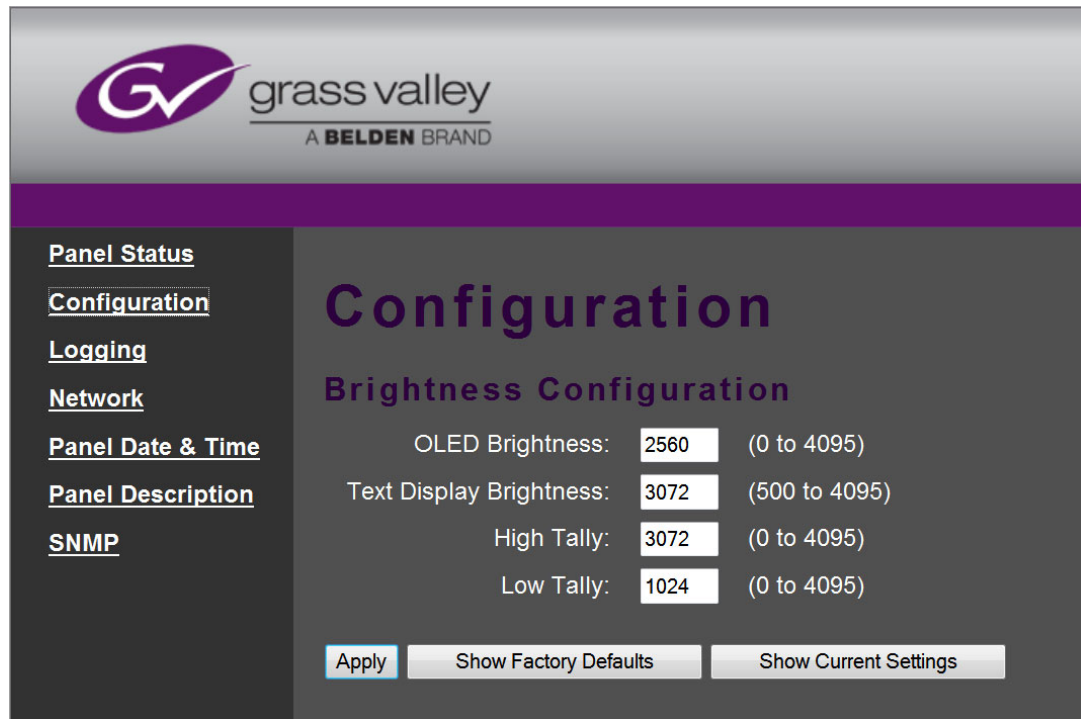 GV
grass valley
A BELDEN BRAND
Panel Status
Configuration
Logging
Network
Panel Date & Time
Panel Description
SNMP
Configuration
Brightness Configuration
OLED Brightness: 2560 (0 to 4095)
Text Display Brightness: 3072 (500 to 4095)
High Tally: 3072 (0 to 4095)
Low Tally: 1024 (0 to 4095)
Apply Show Factory Defaults Show Current Settings